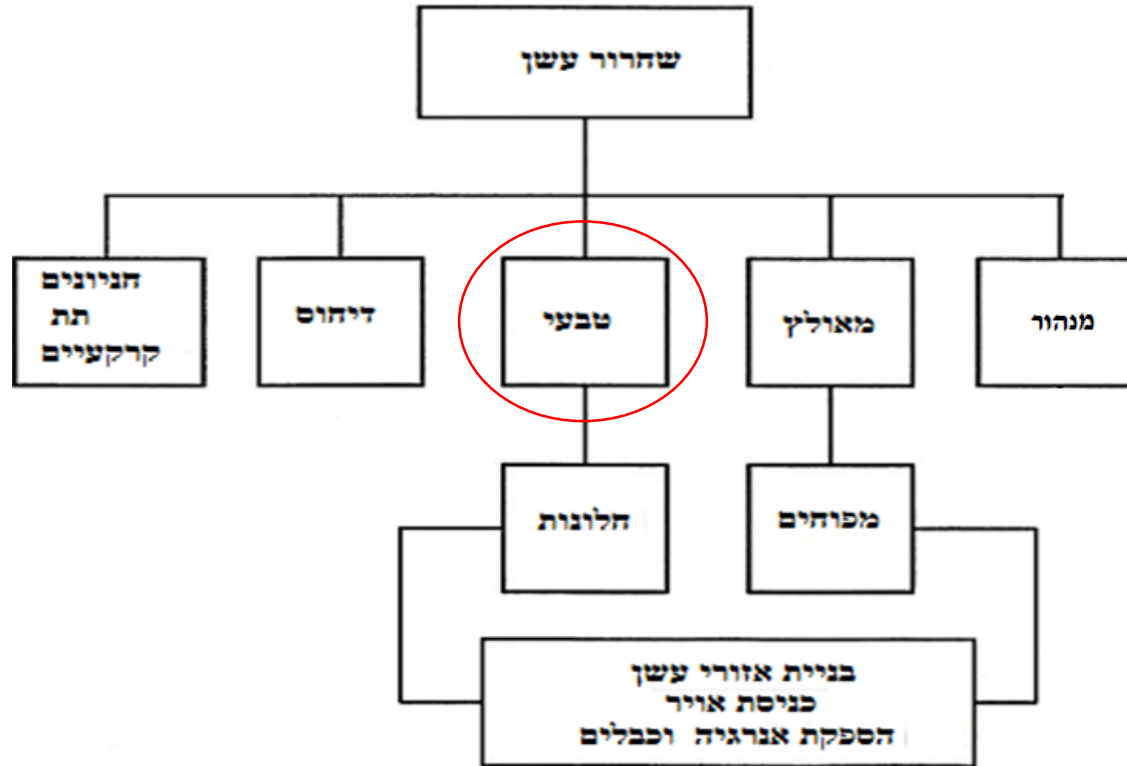 שחרור עשן
מנהור
מאולץ
טבעי
דיחוס
חניונים
תת
קרקעיים
מפוחים
חלונות
בניית אזורי עשן
כניסת אויר
הספקת אנרגיה וכבלים